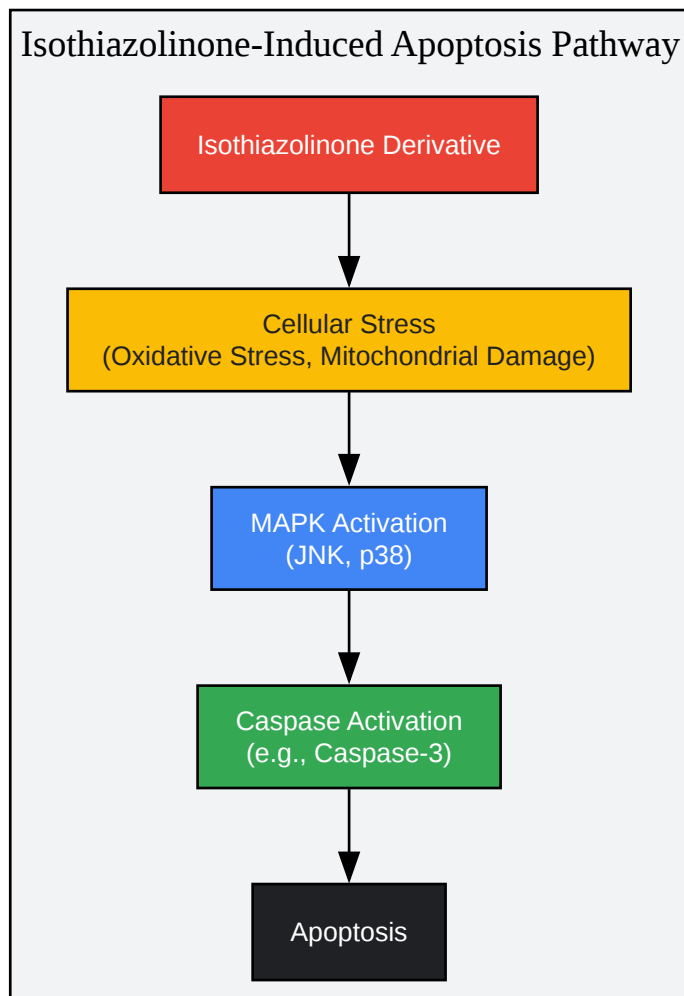 Isothiazolinone-Induced Apoptosis Pathway
Isothiazolinone Derivative
Cellular Stress
(Oxidative Stress, Mitochondrial Damage)
MAPK Activation
(JNK, p38)
Caspase Activation
(e.g., Caspase-3)
Apoptosis